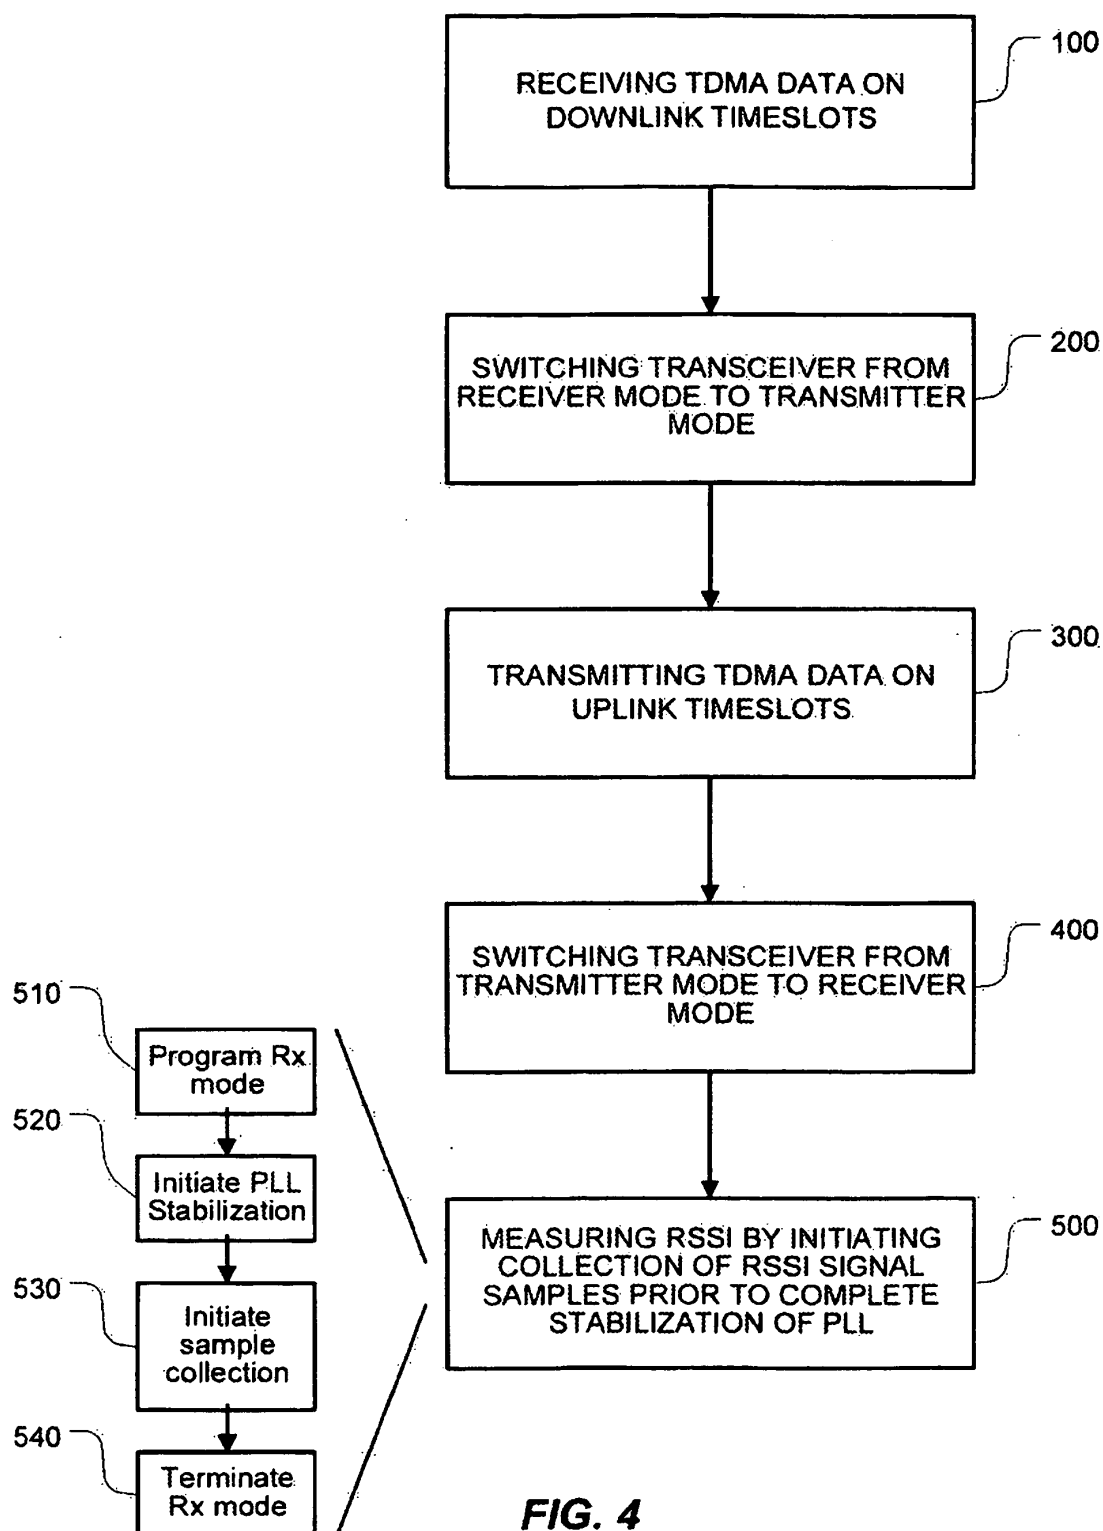 RECEIVING TDMA DATA ON
DOWNLINK TIMESLOTS
100
SWITCHING TRANSCEIVER FROM
RECEIVER MODE TO TRANSMITTER
MODE
200
TRANSMITTING TDMA DATA ON
UPLINK TIMESLOTS
300
SWITCHING TRANSCEIVER FROM
TRANSMITTER MODE TO RECEIVER
MODE
400
MEASURING RSSI BY INITIATING
COLLECTION OF RSSI SIGNAL
SAMPLES PRIOR TO COMPLETE
STABILIZATION OF PLL
500
510
Program Rx
mode
520
Initiate PLL
Stabilization
530
Initiate
sample
collection
540
Terminate
Rx mode
FIG. 4